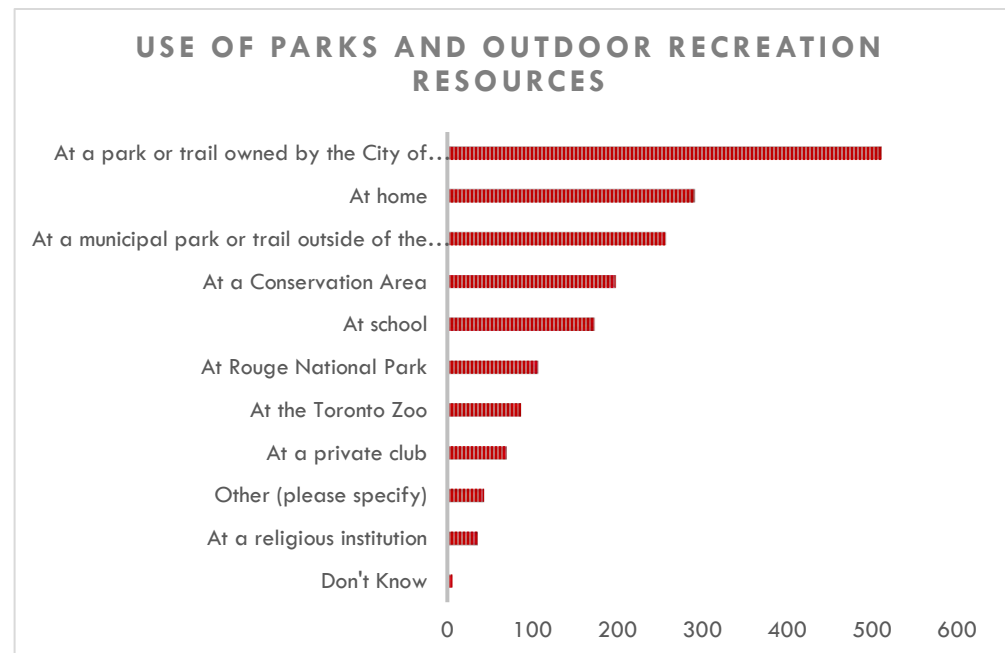 USE OF PARKS AND OUTDOOR RECREATION
RESOURCES
At a park or trail owned by the City of...
At home
At a municipal park or trail outside of the...
At a Conservation Area
At school
At Rouge National Park
At the Toronto Zoo
At a private club
Other (please specify)
At a religious institution
Don't Know
0 100 200 300 400 500 600